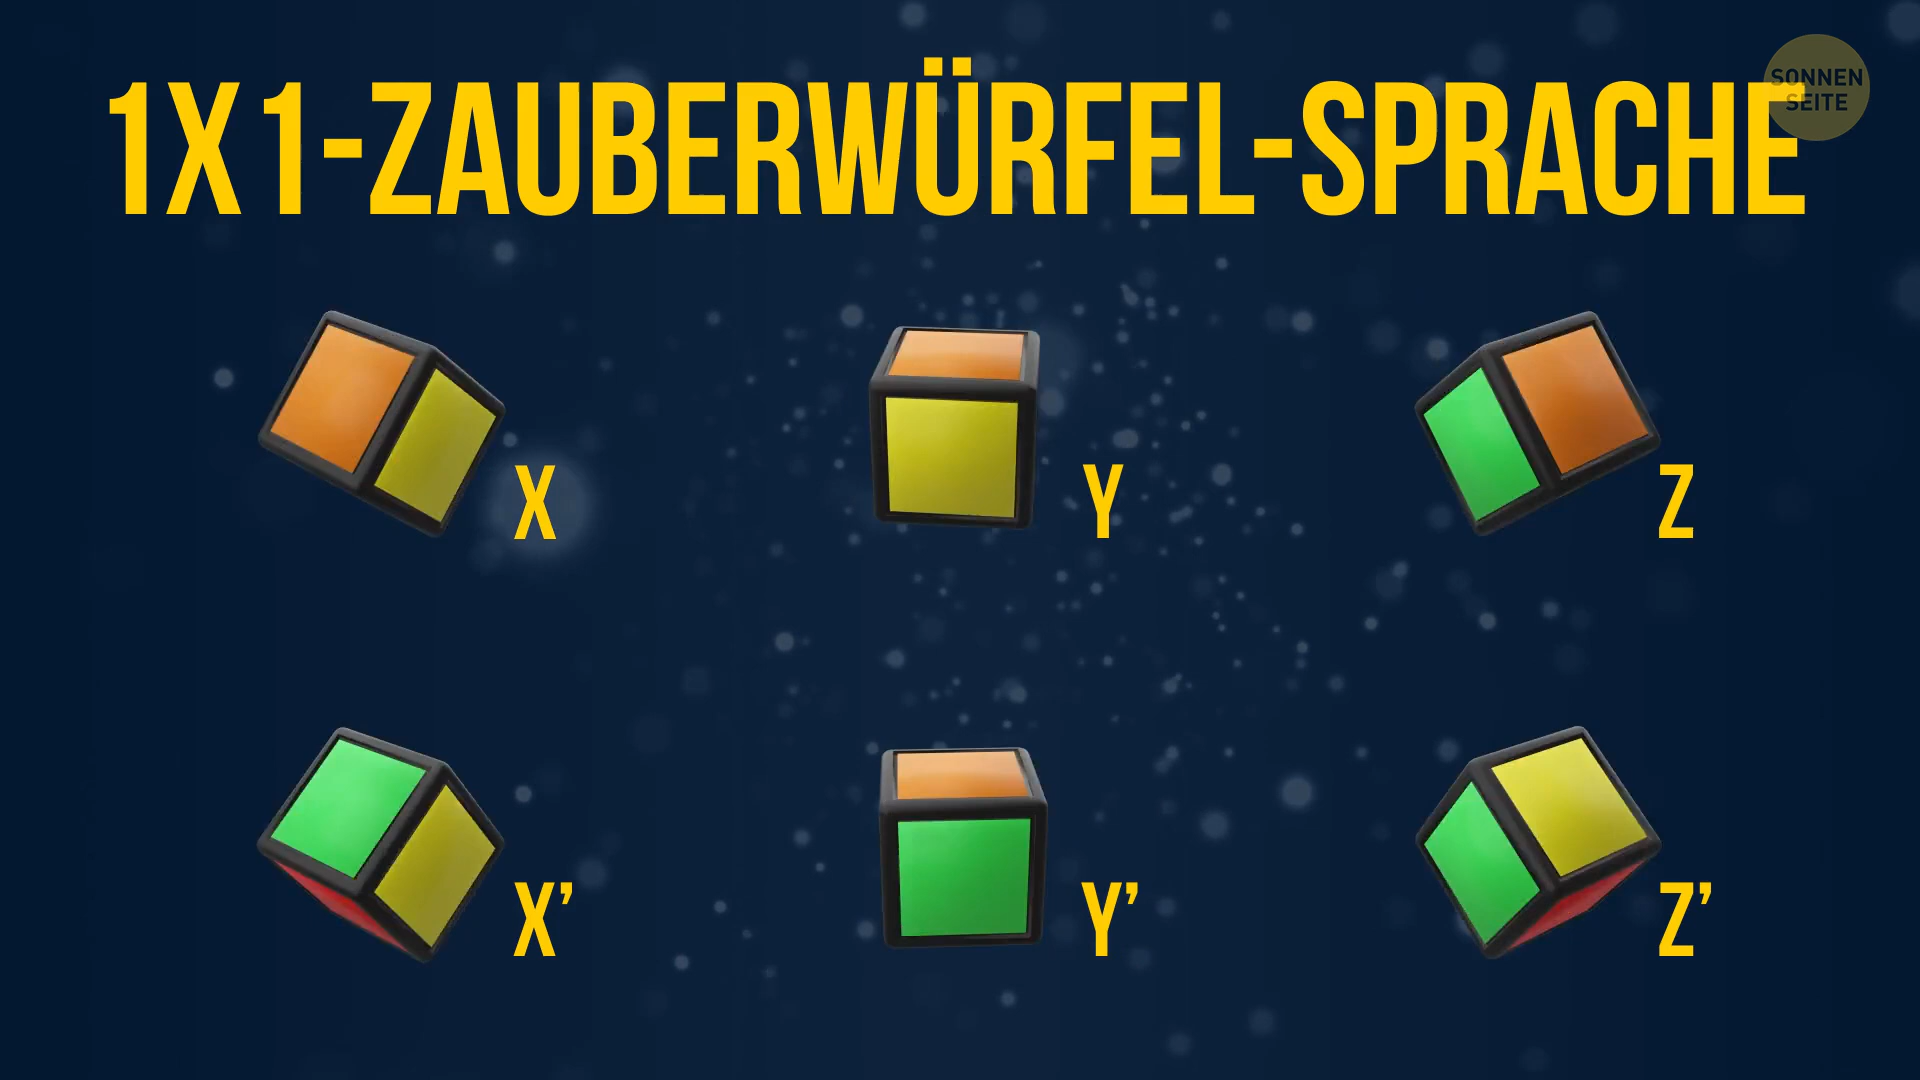 1X1-ZAUBERWÜRFEL-SPRACHE
SONNEN
SEITE
X
Y
Z
X’
Y’
Z’